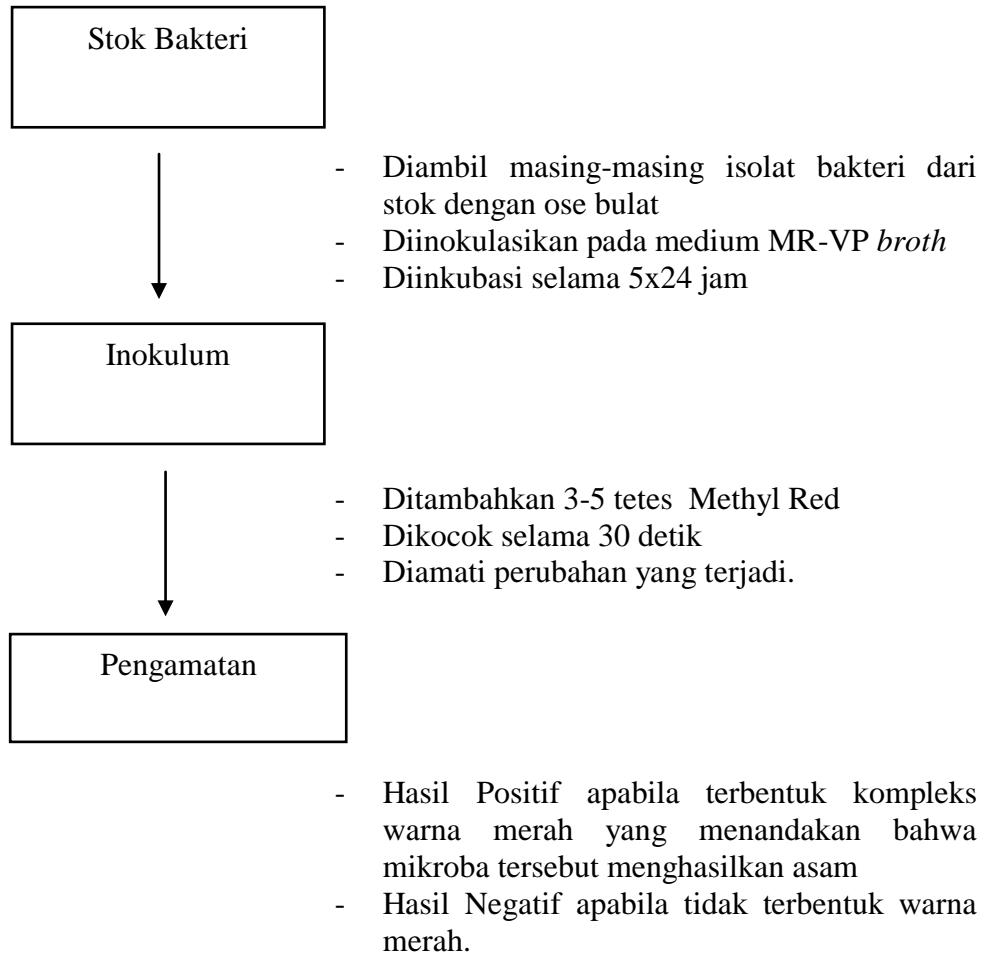 Stok Bakteri
- Diambil masing-masing isolat bakteri dari
stok dengan ose bulat
- Diinokulasikan pada medium MR-VP broth
- Diinkubasi selama 5x24 jam
Inokulum
- Ditambahkan 3-5 tetes Methyl Red
- Dikocok selama 30 detik
- Diamati perubahan yang terjadi.
Pengamatan
- Hasil Positif apabila terbentuk kompleks
warna merah yang menandakan bahwa
mikroba tersebut menghasilkan asam
- Hasil Negatif apabila tidak terbentuk warna
merah.